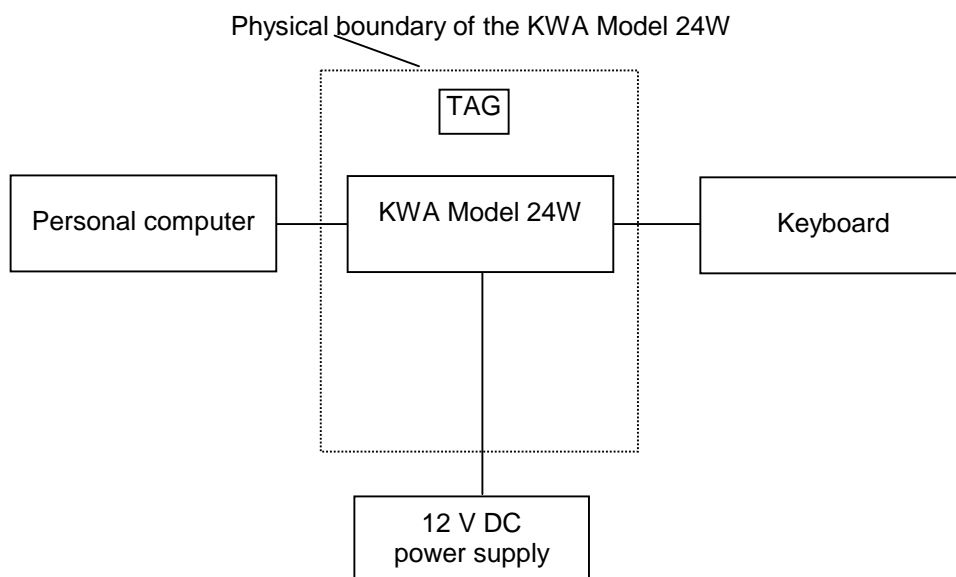 Physical boundary of the KWA Model 24W
TAG
Personal computer
KWA Model 24W
Keyboard
12 V DC
power supply